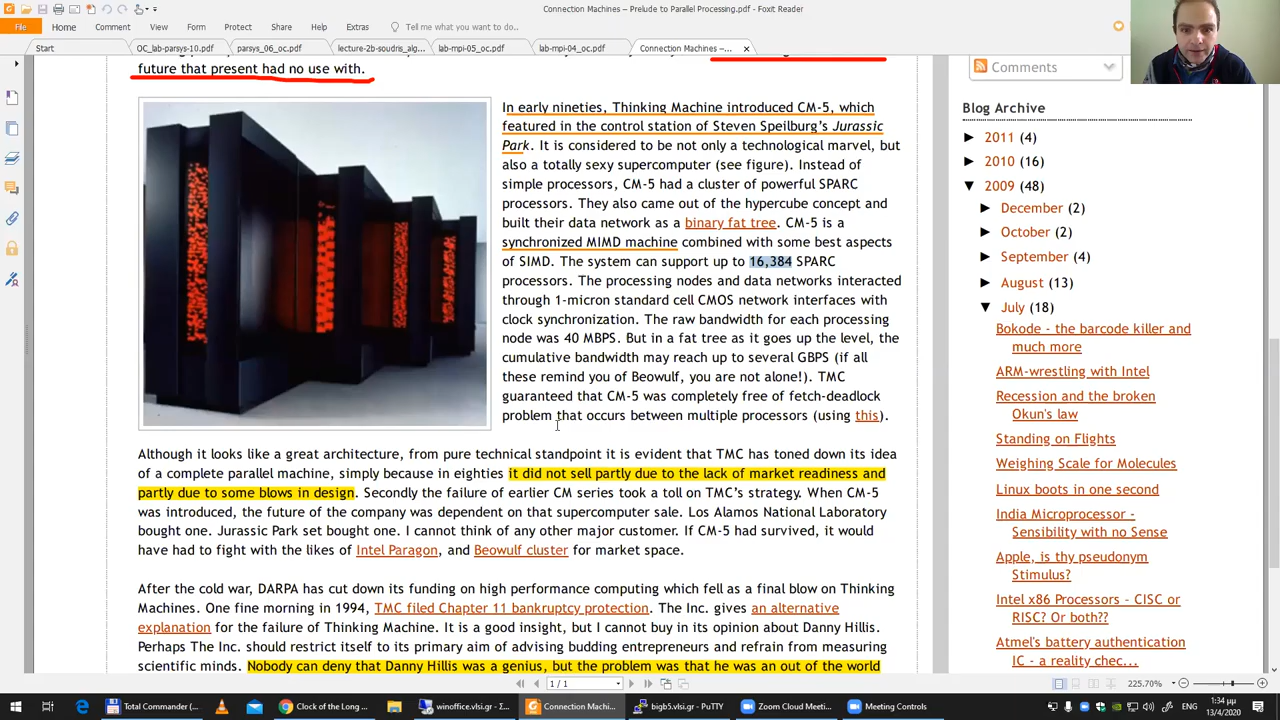 Connection Machines – Prelude to Parallel Processing.pdf - Foxit Reader
File Home Comment View Form Protect Share Help Extras Tell me what you want to do...
Start OC_lab-parsys-10.pdf parsys_06_oc.pdf lecture-2b-soudris_alg... lab-mpi-05_oc.pdf lab-mpi-04_oc.pdf Connection Machines –...
future that present had no use with.
In early nineties, Thinking Machine introduced CM-5, which
featured in the control station of Steven Speilburg's Jurassic
Park. It is considered to be not only a technological marvel, but
also a totally sexy supercomputer (see figure). Instead of
simple processors, CM-5 had a cluster of powerful SPARC
processors. They also came out of the hypercube concept and
built their data network as a binary fat tree. CM-5 is a
synchronized MIMD machine combined with some best aspects
of SIMD. The system can support up to 16,384 SPARC
processors. The processing nodes and data networks interacted
through 1-micron standard cell CMOS network interfaces with
clock synchronization. The raw bandwidth for each processing
node was 40 MBPS. But in a fat tree as it goes up the level, the
cumulative bandwidth may reach up to several GBPS (if all
these remind you of Beowulf, you are not alone!). TMC
guaranteed that CM-5 was completely free of fetch-deadlock
problem that occurs between multiple processors (using this).
Although it looks like a great architecture, from pure technical standpoint it is evident that TMC has toned down its idea
of a complete parallel machine, simply because in eighties it did not sell partly due to the lack of market readiness and
partly due to some blows in design. Secondly the failure of earlier CM series took a toll on TMC's strategy. When CM-5
was introduced, the future of the company was dependent on that supercomputer sale. Los Alamos National Laboratory
bought one. Jurassic Park set bought one. I cannot think of any other major customer. If CM-5 had survived, it would
have had to fight with the likes of Intel Paragon, and Beowulf cluster for market space.
After the cold war, DARPA has cut down its funding on high performance computing which fell as a final blow on Thinking
Machines. One fine morning in 1994, TMC filed Chapter 11 bankruptcy protection. The Inc. gives an alternative
explanation for the failure of Thinking Machine. It is a good insight, but I cannot buy in its opinion about Danny Hillis.
Perhaps The Inc. should restrict itself to its primary aim of advising budding entrepreneurs and refrain from measuring
scientific minds. Nobody can deny that Danny Hillis was a genius, but the problem was that he was an out of the world
Comments
Blog Archive
► 2011 (4)
► 2010 (16)
▼ 2009 (48)
► December (2)
► October (2)
► September (4)
► August (13)
▼ July (18)
Bokode - the barcode killer and
much more
ARM-wrestling with Intel
Recession and the broken
Okun's law
Standing on Flights
Weighing Scale for Molecules
Linux boots in one second
India Microprocessor -
Sensibility with no Sense
Apple, is thy pseudonym
Stimulus?
Intel x86 Processors – CISC or
RISC? Or both??
Atmel's battery authentication
IC - a reality chec...
1 / 1
225.70%
Total Commander (... Clock of the Long ... winoffice.vlsi.gr - Σ... Connection Machi... bigb5.vlsi.gr - PuTTY Zoom Cloud Meeti... Meeting Controls
1:34 μμ
13/4/2020